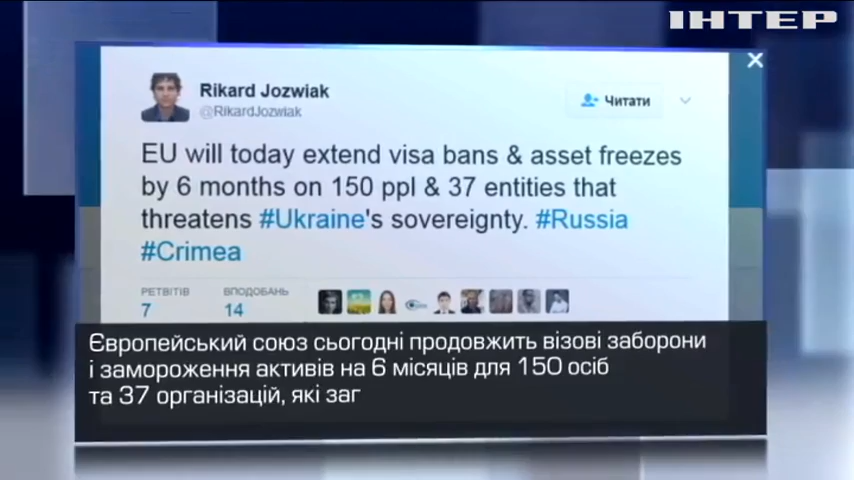 ІНТЕР
Rikard Jozwiak
@RikardJozwiak
Читати
EU will today extend visa bans & asset freezes
by 6 months on 150 ppl & 37 entities that
threatens #Ukraine's sovereignty. #Russia
#Crimea
РЕТВІТІВ
ВПОДОБАНЬ
7
14
Європейський союз сьогодні продовжить візові заборони
і замороження активів на 6 місяців для 150 осіб
та 37 організацій, які заг